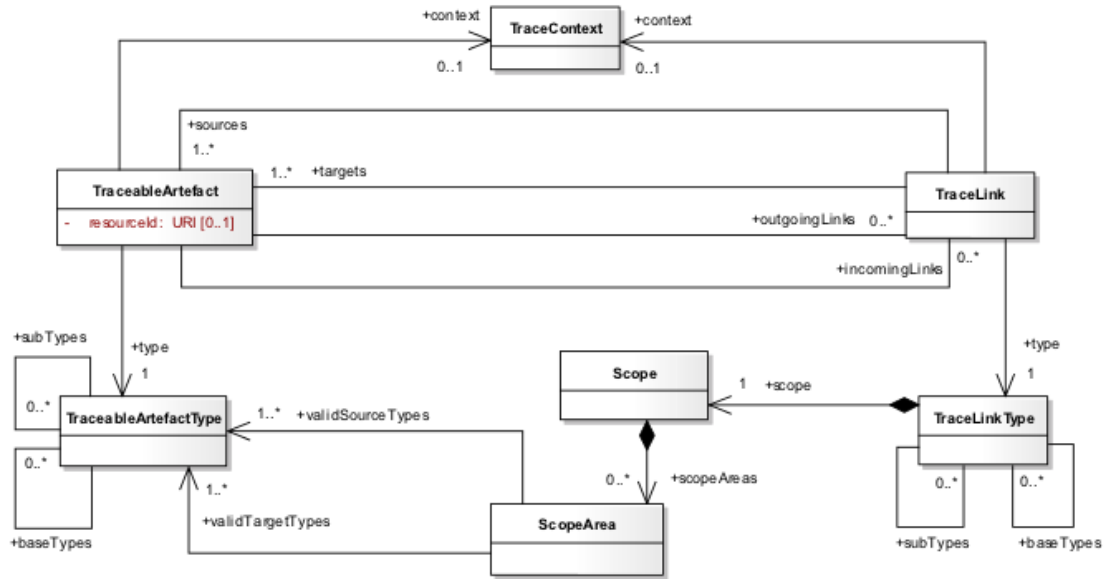 +context
TraceContext
+context
0..1
0..1
+sources
1..*
1..*
+targets
TraceableArtefact
- resourceId: URI [0..1]
TraceLink
+outgoingLinks
0..*
+incomingLinks
0..*
+subTypes
0..*
+type
1
TraceableArtefactType
0..*
+baseTypes
1..*
+validSourceTypes
1..*
+validTargetTypes
Scope
1
+scope
0..*
+scopeAreas
ScopeArea
+type
1
TraceLinkType
0..*
0..*
+subTypes
+baseTypes